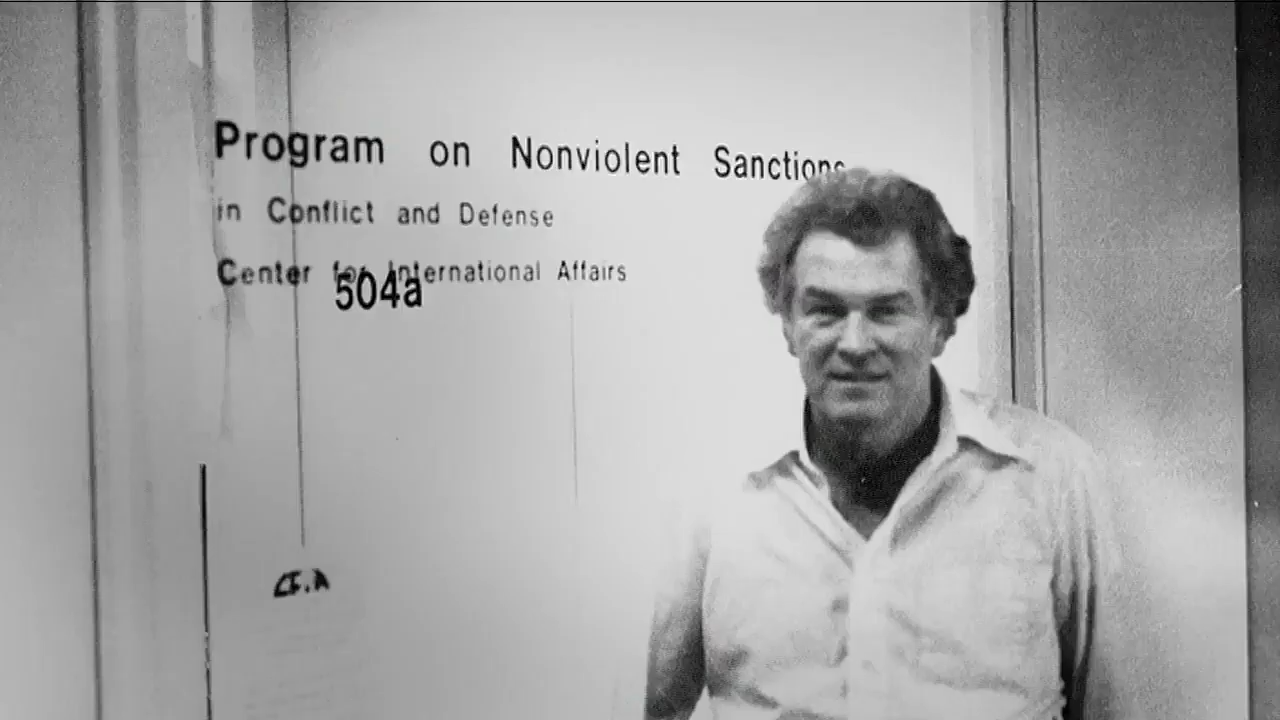 Program on Nonviolent Sanctions
in Conflict and Defense
Center for International Affairs
504a